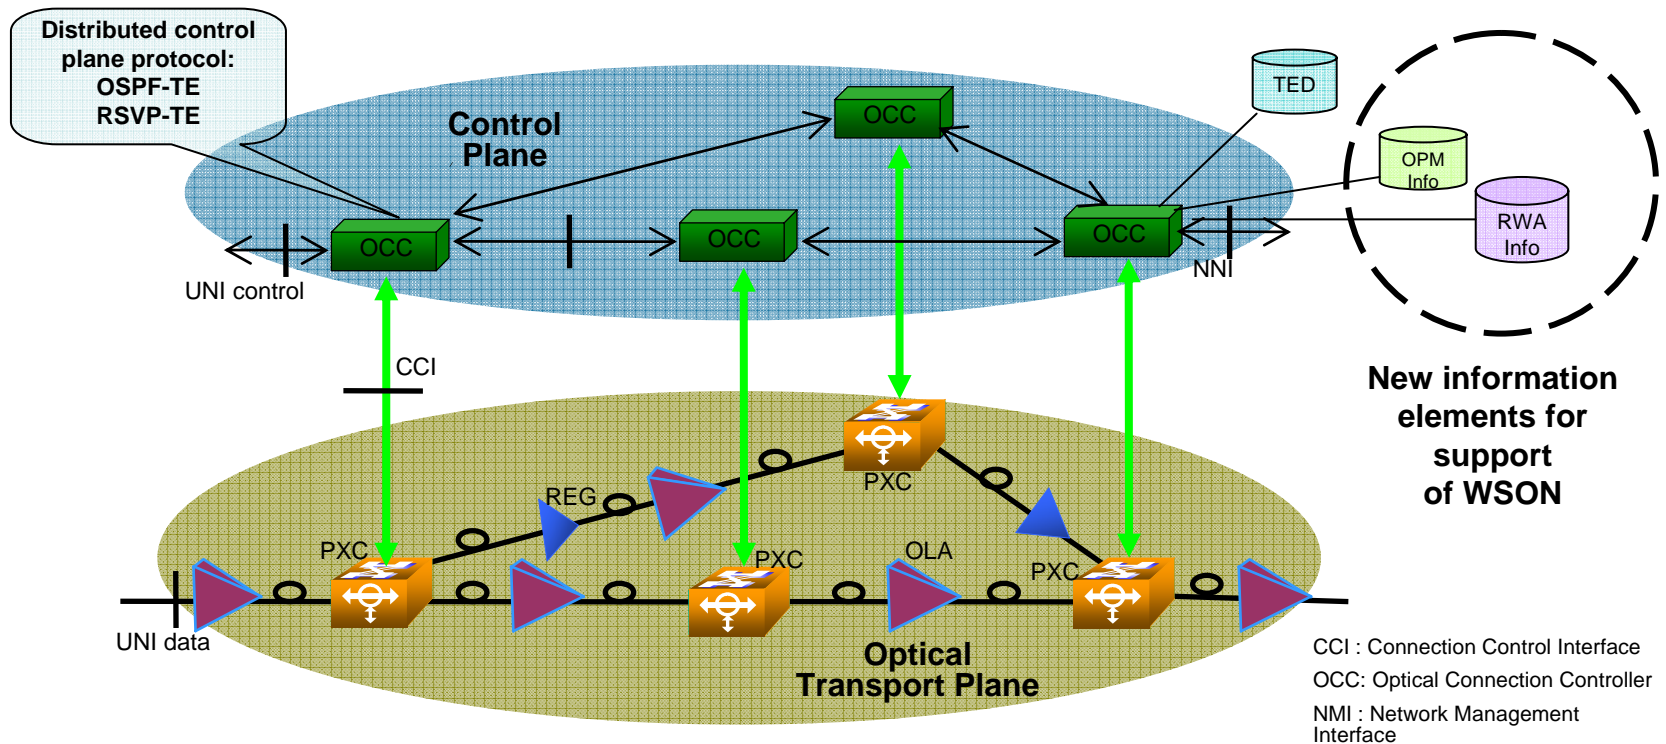 Distributed control
plane protocol:
OSPF-TE
RSVP-TE
Control
Plane
OCC
TED
OPM
Info
RWA
Info
OCC
OCC
OCC
UNI control
NNI
CCI
New information
elements for
support
of WSON
PXC
REG
PXC
PXC
OLA
PXC
UNI data
Optical
Transport Plane
CCI : Connection Control Interface
OCC: Optical Connection Controller
NMI : Network Management
Interface